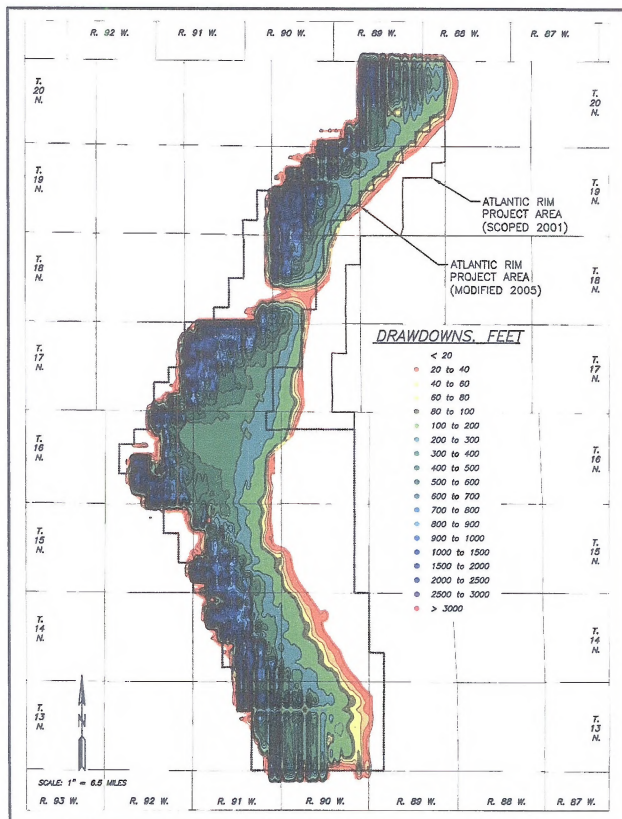 R. 92 W. R. 91 W. R. 90 W. R. 89 W. R. 88 W. R. 87 W.
T. 20 N.
T. 20 N.
T. 19 N.
T. 19 N.
ATLANTIC RIM
PROJECT AREA
(SCOPED 2001)
ATLANTIC RIM
PROJECT AREA
(MODIFIED 2005)
T. 18 N.
T. 18 N.
DRAWDOWNS, FEET
< 20
20 to 40
40 to 60
60 to 80
80 to 100
100 to 200
200 to 300
300 to 400
400 to 500
500 to 600
600 to 700
700 to 800
800 to 900
900 to 1000
1000 to 1500
1500 to 2000
2000 to 2500
2500 to 3000
> 3000
T. 17 N.
T. 17 N.
T. 16 N.
T. 16 N.
T. 15 N.
T. 15 N.
T. 14 N.
T. 14 N.
T. 13 N.
T. 13 N.
N
SCALE: 1" = 6.5 MILES
R. 93 W. R. 92 W. R. 91 W. R. 90 W. R. 89 W. R. 88 W. R. 87 W.